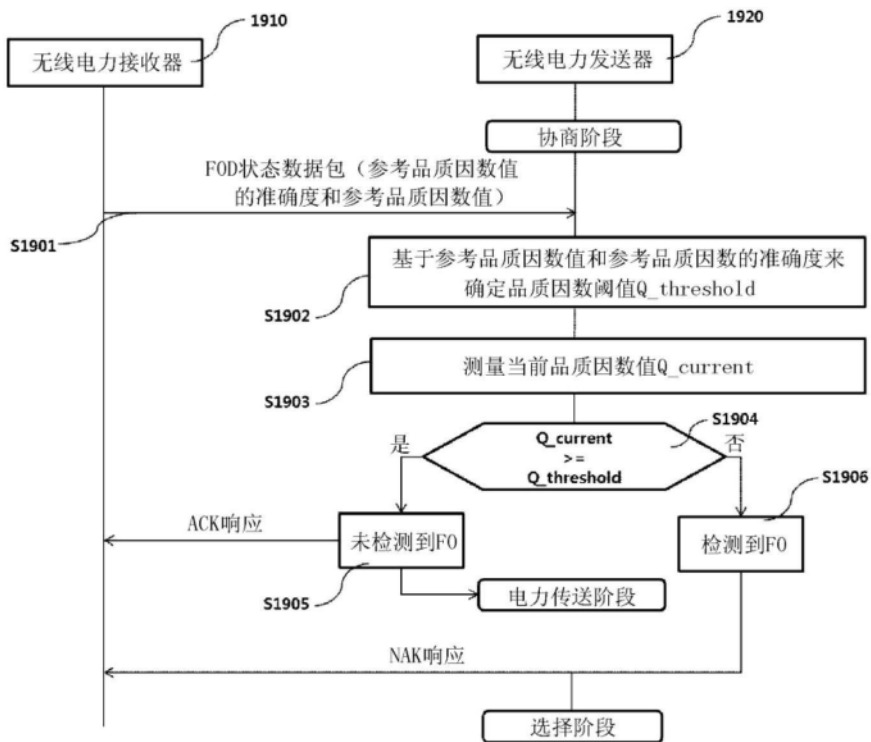 1910
1920
无线电力接收器
无线电力发送器
协商阶段
FOD状态数据包（参考品质因数值
的准确度和参考品质因数值）
S1901
基于参考品质因数值和参考品质因数的准确度来
确定品质因数阈值Q_threshold
S1902
测量当前品质因数值Q_current
S1903
S1904
是
Q_current
>=
Q_threshold
否
S1906
ACK响应
未检测到FO
检测到FO
S1905
电力传送阶段
NAK响应
选择阶段